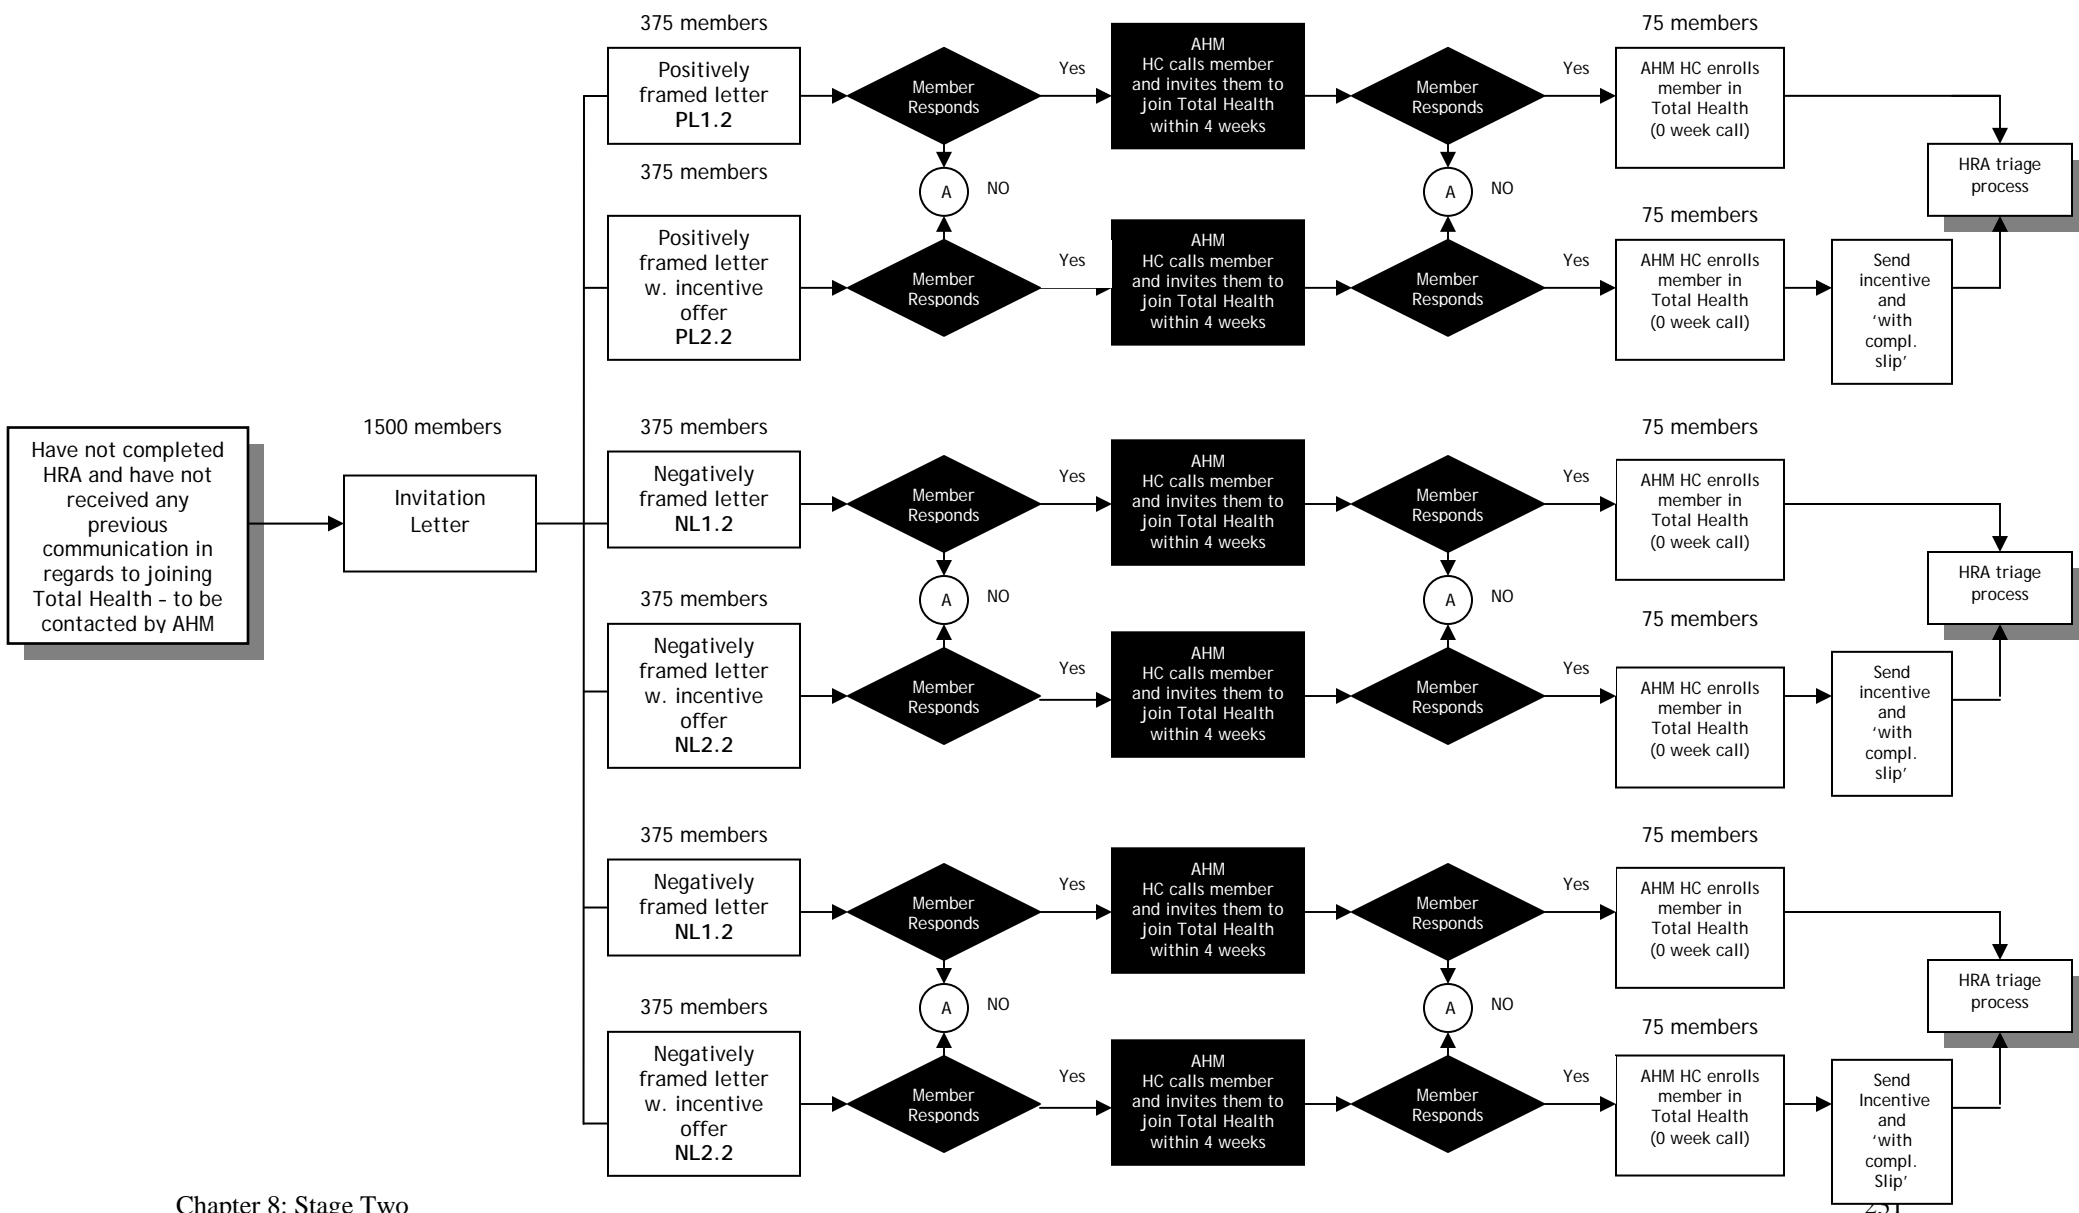 375 members
Positively
framed letter
PL1.2
Member
Responds
Yes
AHM
HC calls member
and invites them to
join Total Health
within 4 weeks
Member
Responds
Yes
75 members
AHM HC enrolls
member in
Total Health
(0 week call)
HRA triage
process
A
NO
A
NO
375 members
Positively
framed letter
w. incentive
offer
PL2.2
Member
Responds
Yes
AHM
HC calls member
and invites them to
join Total Health
within 4 weeks
Member
Responds
Yes
75 members
AHM HC enrolls
member in
Total Health
(0 week call)
Send
incentive
and
‘with
compl.
slip’
Have not completed
HRA and have not
received any
previous
communication in
regards to joining
Total Health – to be
contacted by AHM
1500 members
Invitation
Letter
375 members
Negatively
framed letter
NL1.2
Member
Responds
Yes
AHM
HC calls member
and invites them to
join Total Health
within 4 weeks
Member
Responds
Yes
75 members
AHM HC enrolls
member in
Total Health
(0 week call)
HRA triage
process
A
NO
A
NO
375 members
Negatively
framed letter
w. incentive
offer
NL2.2
Member
Responds
Yes
AHM
HC calls member
and invites them to
join Total Health
within 4 weeks
Member
Responds
Yes
75 members
AHM HC enrolls
member in
Total Health
(0 week call)
Send
incentive
and
‘with
compl.
slip’
375 members
Negatively
framed letter
NL1.2
Member
Responds
Yes
AHM
HC calls member
and invites them to
join Total Health
within 4 weeks
Member
Responds
Yes
75 members
AHM HC enrolls
member in
Total Health
(0 week call)
HRA triage
process
A
NO
A
NO
375 members
Negatively
framed letter
w. incentive
offer
NL2.2
Member
Responds
Yes
AHM
HC calls member
and invites them to
join Total Health
within 4 weeks
Member
Responds
Yes
75 members
AHM HC enrolls
member in
Total Health
(0 week call)
Send
Incentive
and
‘with
compl.
Slip’
Chapter 8: Stage Two